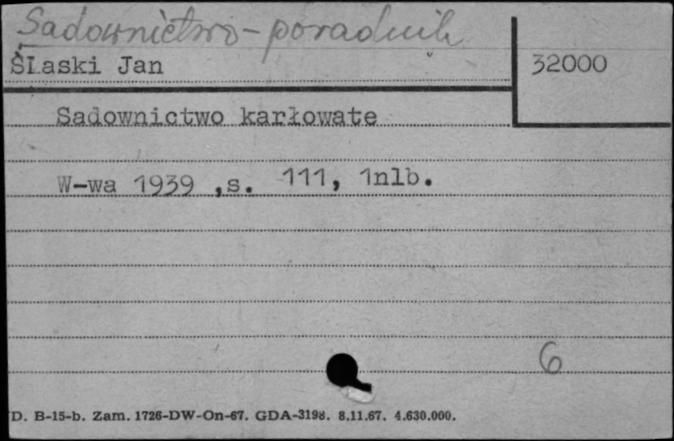 Sadownictwo-poradnik
Ślaski Jan
32000
Sadownictwo karłowate
W-wa 1939 ,s. 111, 1nlb.
6
D. B-15-b. Zam. 1726-DW-On-67. GDA-3198. 8.11.67. 4.630.000.